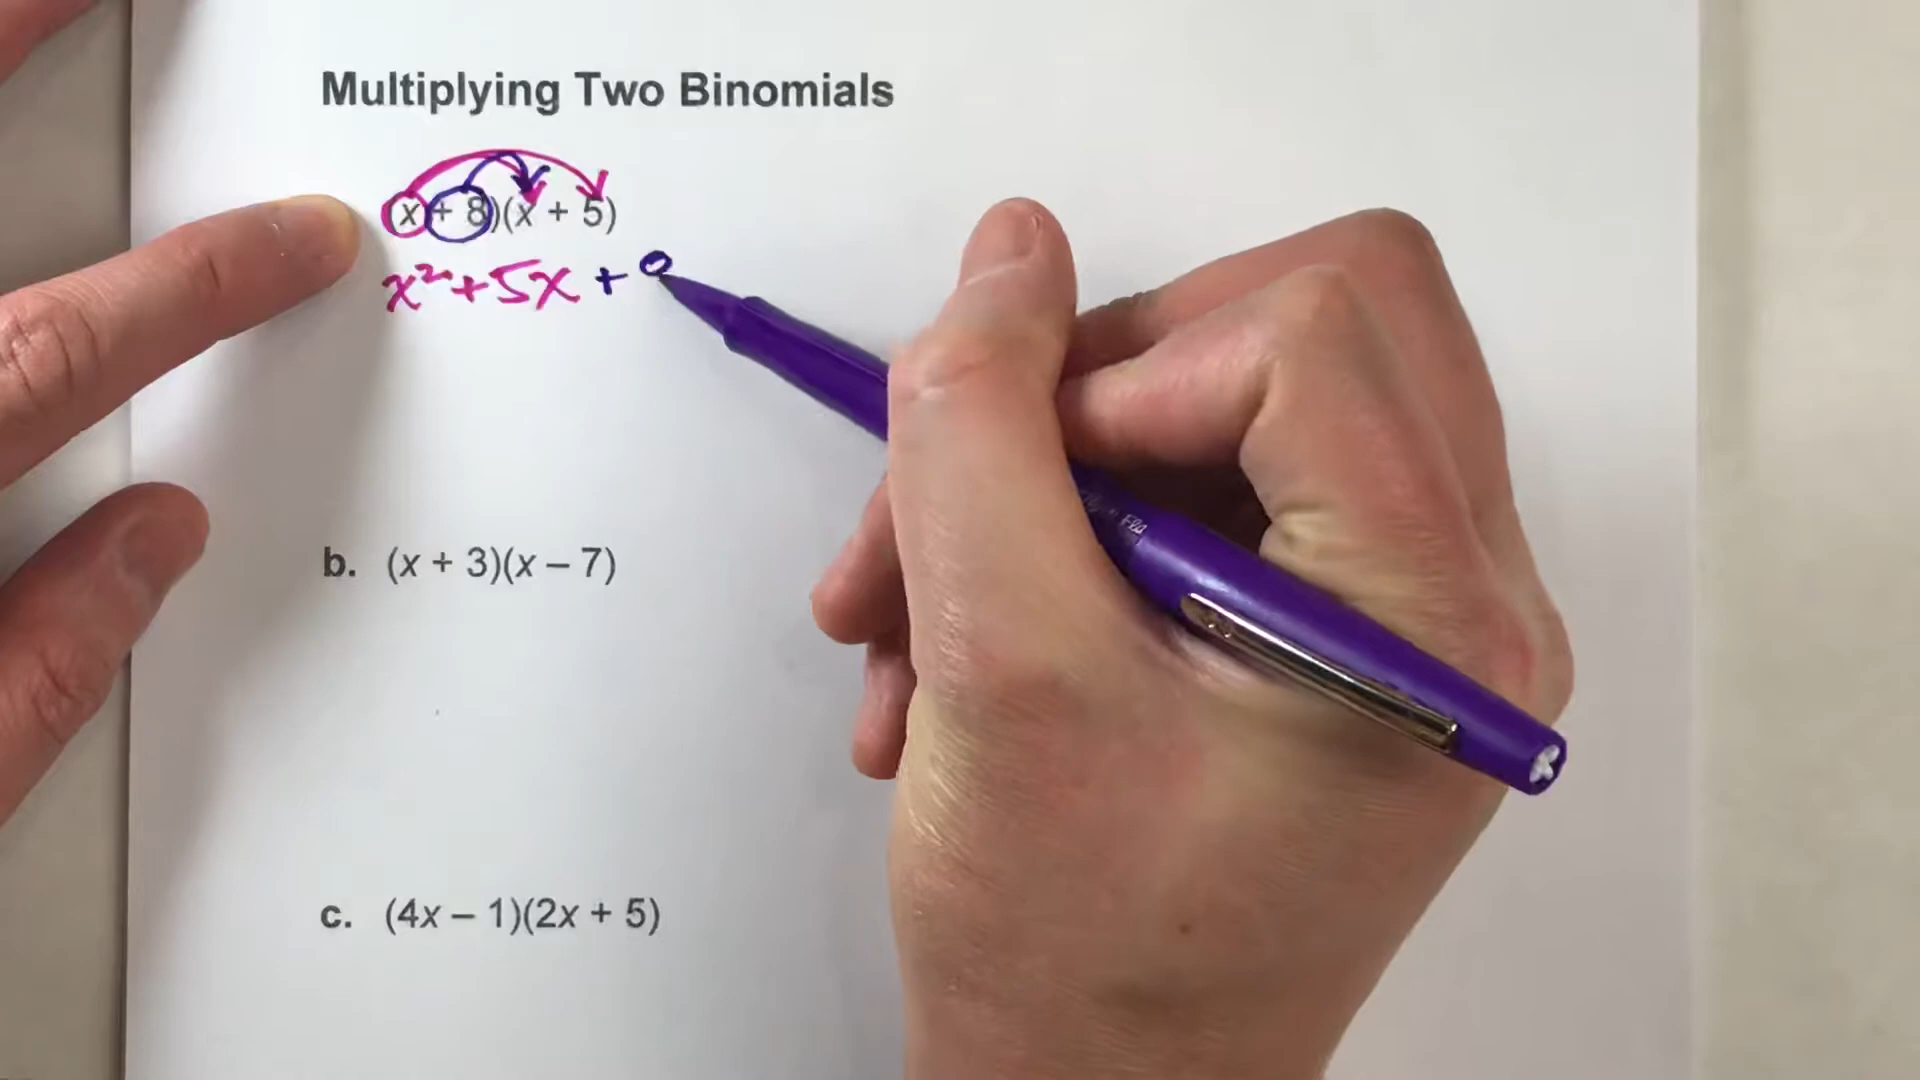 Multiplying Two Binomials
(x + 8)(x + 5)
x² + 5x +
b. (x + 3)(x – 7)
c. (4x – 1)(2x + 5)